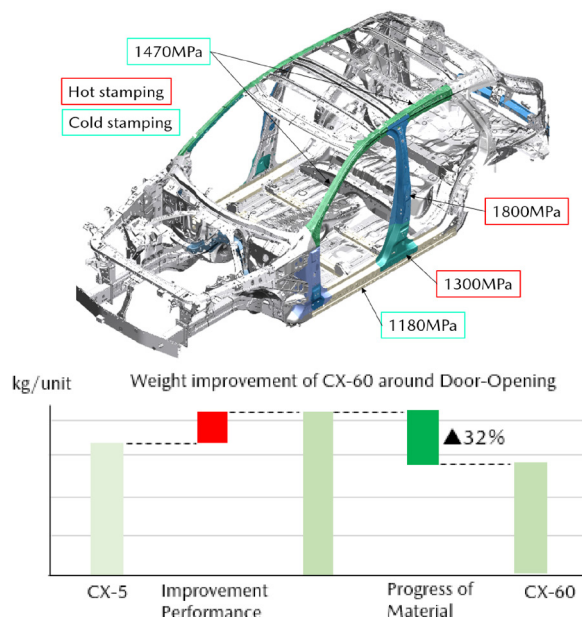 1470MPa
Hot stamping
Cold stamping
1800MPa
1300MPa
1180MPa
kg/unit
Weight improvement of CX-60 around Door-Opening
▲32%
CX-5
Improvement
Performance
Progress of
Material
CX-60